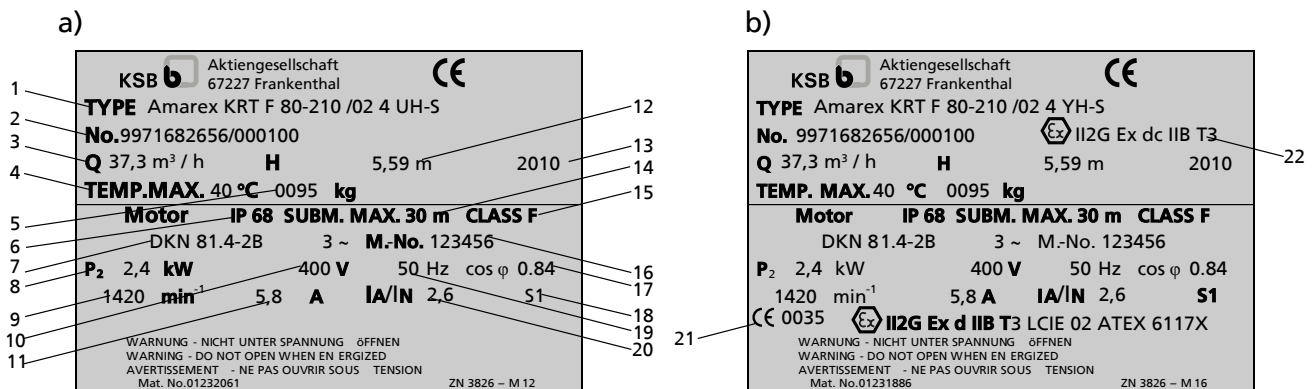 a)
KSB b Aktiengesellschaft
67227 Frankenthal
CE
1 TYPE Amarex KRT F 80-210 /02 4 UH-S 12
2 No.9971682656/000100
3 Q 37,3 m³ / h H 5,59 m 2010 13
4 TEMP.MAX. 40 °C 0095 kg 14
5
6 Motor IP 68 SUBM. MAX. 30 m CLASS F 15
7 DKN 81.4-2B 3 ~ M.-No. 123456 16
8 P₂ 2,4 kW 400 V 50 Hz cos φ 0.84 17
9 1420 min⁻¹ 5,8 A IA/IN 2,6 S1 18
10 19
11 20
WARNUNG - NICHT UNTER SPANNUNG öFFNEN
WARNING - DO NOT OPEN WHEN EN ERGIZED
AVERTISSEMENT - NE PAS OUVRIR SOUS TENSION
Mat. No.01232061 ZN 3826 – M 12
b)
KSB b Aktiengesellschaft
67227 Frankenthal
CE
TYPE Amarex KRT F 80-210 /02 4 YH-S
No. 9971682656/000100 Ex II2G Ex dc IIB T3 22
Q 37,3 m³ / h H 5,59 m 2010
TEMP. MAX. 40 °C 0095 kg
Motor IP 68 SUBM. MAX. 30 m CLASS F
DKN 81.4-2B 3 ~ M.-No. 123456
P₂ 2,4 kW 400 V 50 Hz cos φ 0.84
1420 min⁻¹ 5,8 A IA/IN 2,6 S1
21 CE 0035 Ex II2G Ex d IIB T3 LCIE 02 ATEX 6117X
WARNUNG - NICHT UNTER SPANNUNG öFFNEN
WARNING - DO NOT OPEN WHEN EN ERGIZED
AVERTISSEMENT - NE PAS OUVRIR SOUS TENSION
Mat. No.01231886 ZN 3826 – M 16